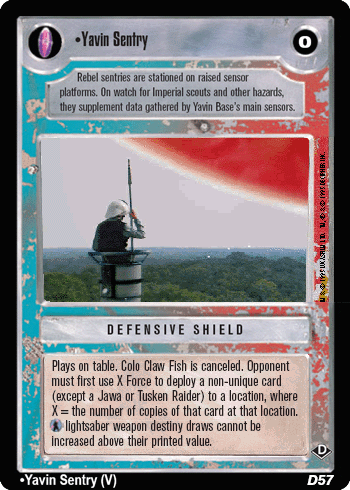 •Yavin Sentry
0
Rebel sentries are stationed on raised sensor
platforms. On watch for Imperial scouts and other hazards,
they supplement data gathered by Yavin Base's main sensors.
DEFENSIVE SHIELD
Plays on table. Colo Claw Fish is canceled. Opponent
must first use X Force to deploy a non-unique card
(except a Jawa or Tusken Raider) to a location, where
X = the number of copies of that card at that location.
lightsaber weapon destiny draws cannot be
increased above their printed value.
D
•Yavin Sentry (V)
D57